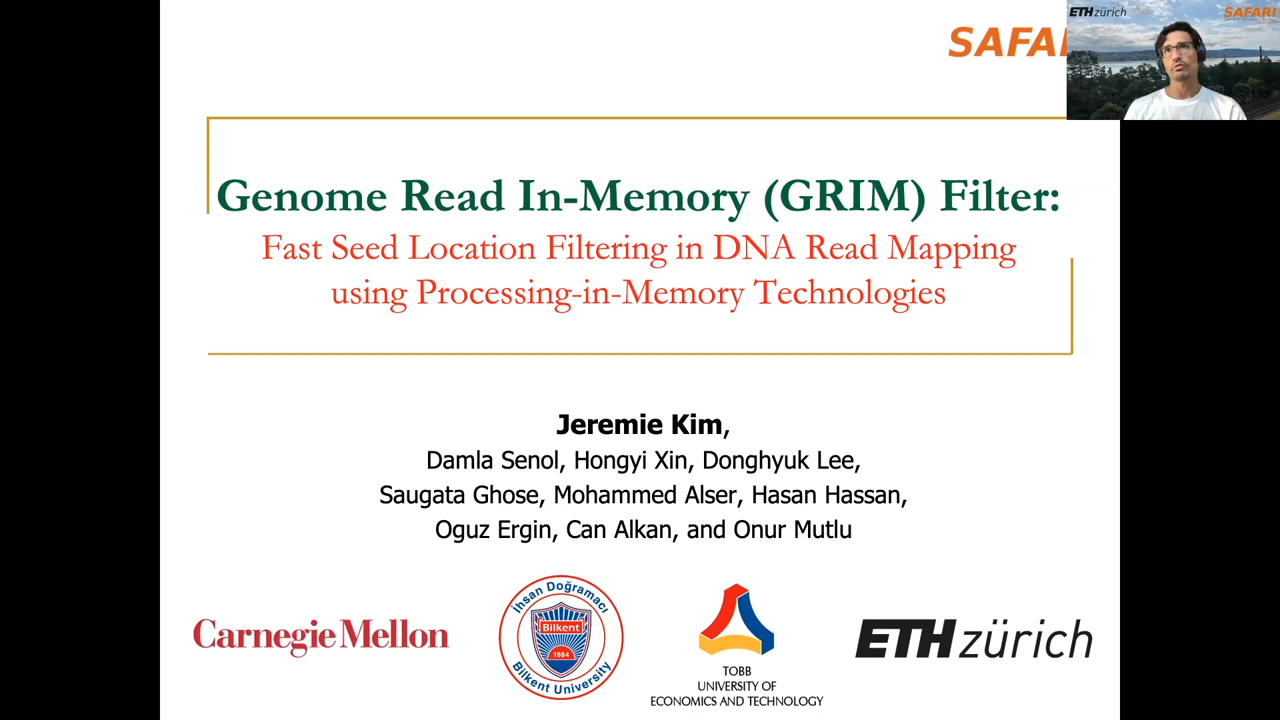 SAFA
ETH zürich
SAFARI
Genome Read In-Memory (GRIM) Filter:
Fast Seed Location Filtering in DNA Read Mapping
using Processing-in-Memory Technologies
Jeremie Kim,
Damla Senol, Hongyi Xin, Donghyuk Lee,
Saugata Ghose, Mohammed Alser, Hasan Hassan,
Oguz Ergin, Can Alkan, and Onur Mutlu
Carnegie Mellon
İhsan Doğramacı
Bilkent
1984
Bilkent University
TOBB
UNIVERSITY OF
ECONOMICS AND TECHNOLOGY
ETH zürich